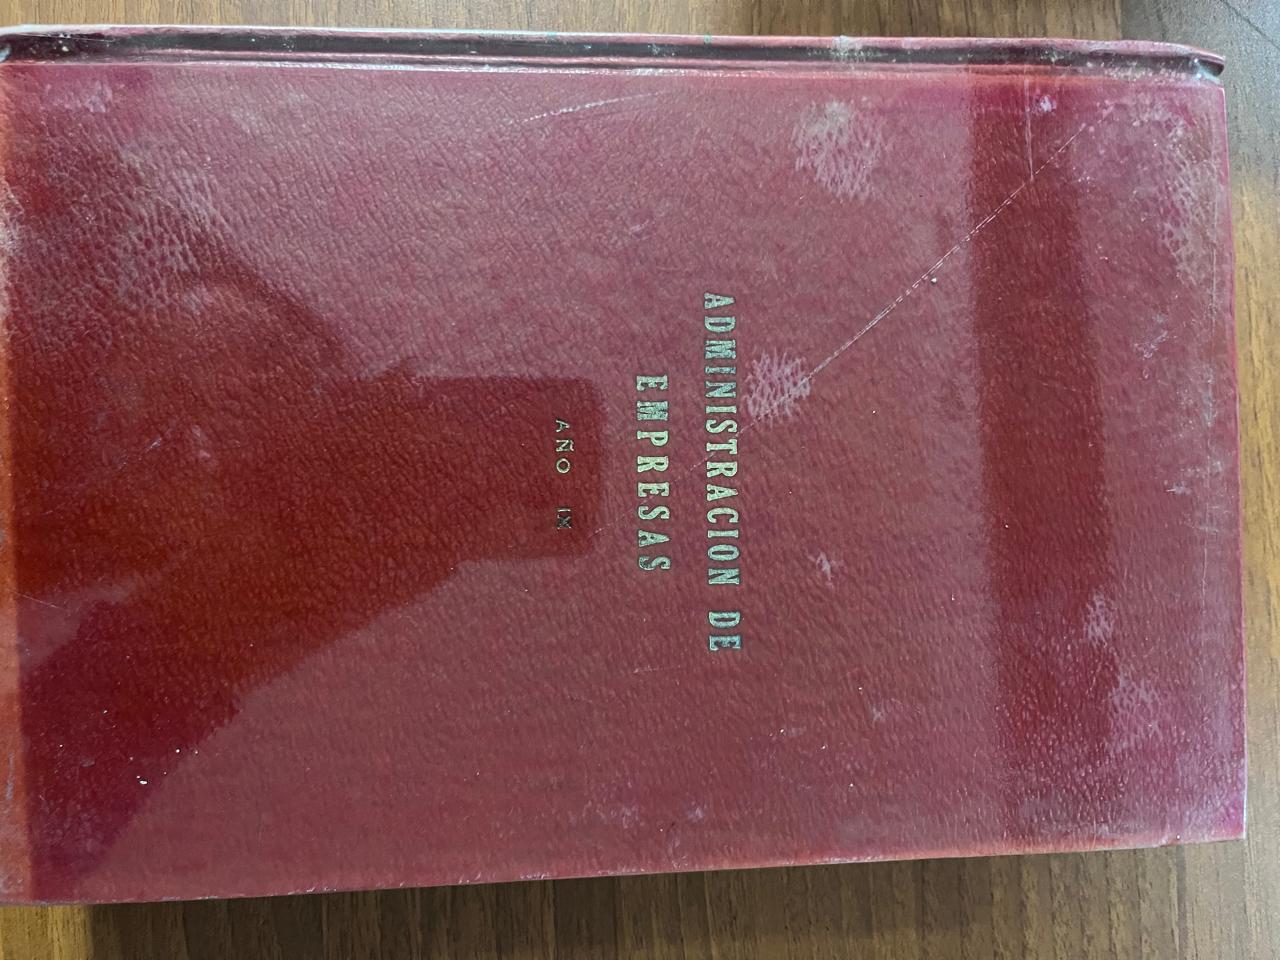 ADMINISTRACION DE
EMPRESAS
AÑO IX